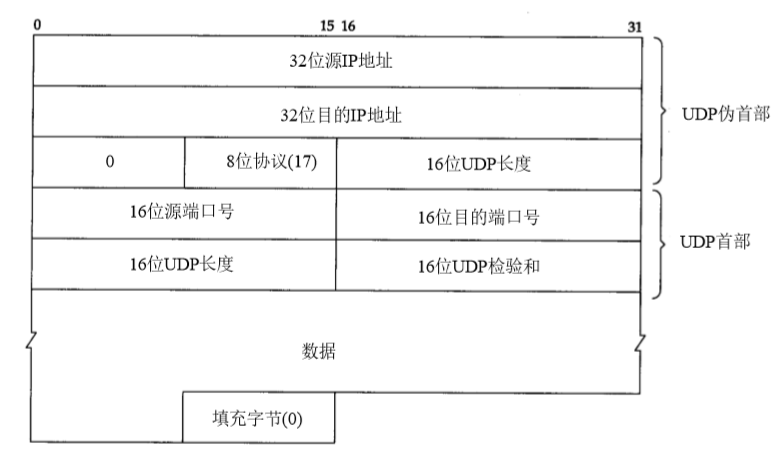 0 15 16 31
32位源IP地址
32位目的IP地址
UDP伪首部
0 8位协议(17) 16位UDP长度
16位源端口号 16位目的端口号
UDP首部
16位UDP长度 16位UDP检验和
数据
填充字节(0)